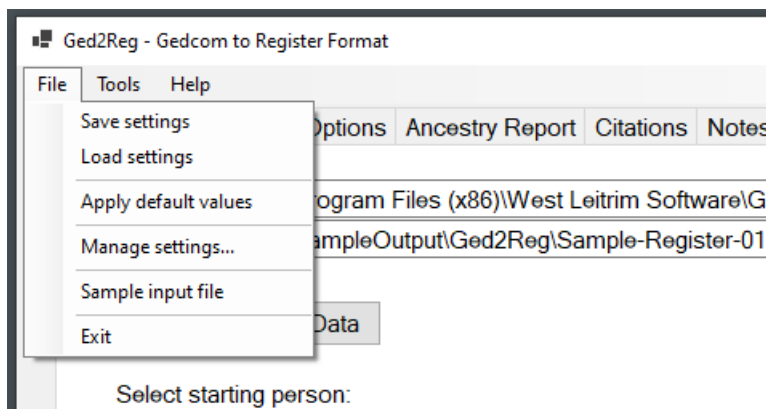 Ged2Reg - Gedcom to Register Format
File Tools Help
Save settings
Options Ancestry Report Citations Notes
Load settings
Apply default values
rogram Files (x86)\West Leitrim Software\G
Manage settings...
ampleOutput\Ged2Reg\Sample-Register-01
Sample input file
Data
Exit
Select starting person: